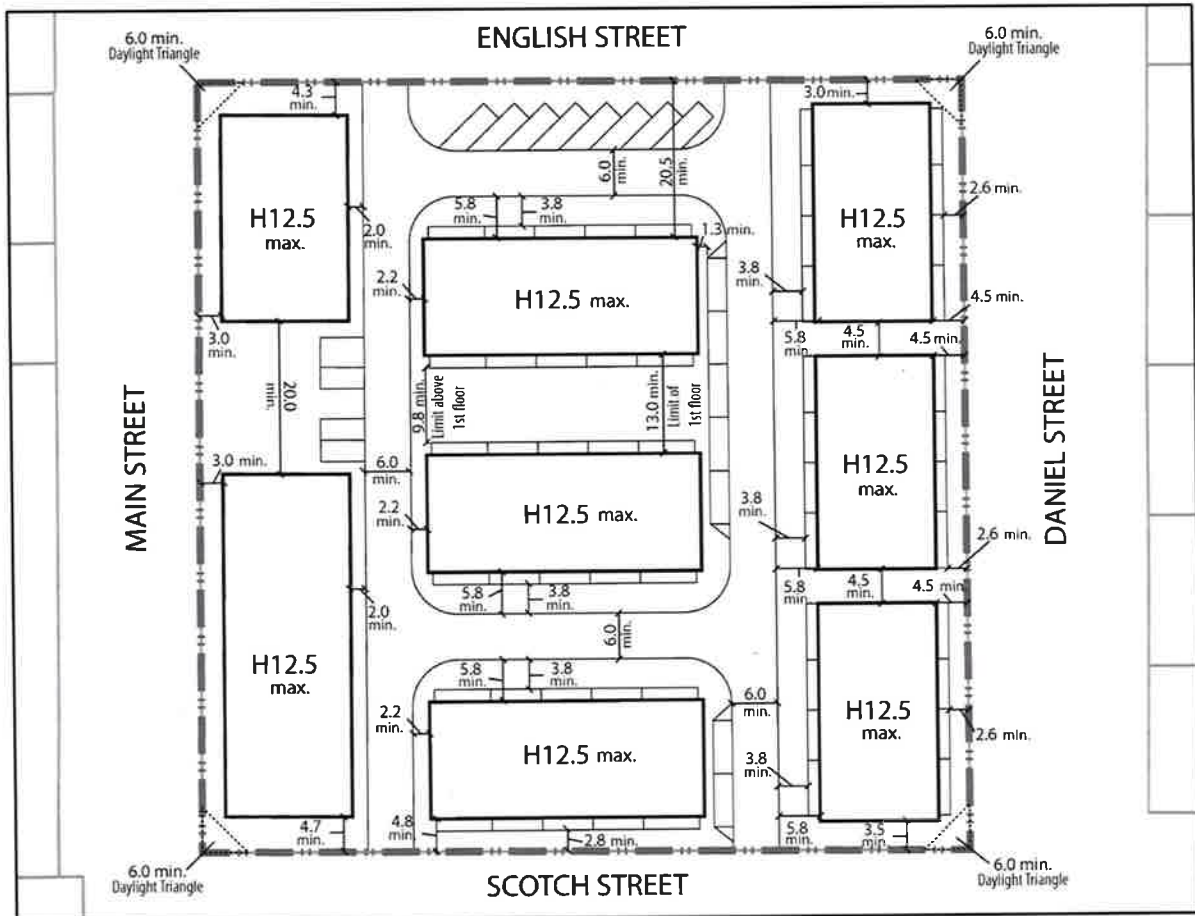 ENGLISH STREET
6.0 min.
Daylight Triangle
6.0 min.
Daylight Triangle
4.3
min.
3.0 min.
6.0
min.
20.5
min.
H12.5
max.
2.0
min.
5.8
min.
3.8
min.
1.3 min.
H12.5
max.
2.6 min.
2.2
min.
H12.5 max.
3.8
min.
3.0
min.
4.5 min.
5.8
min.
4.5
min.
4.5 min.
20.0
min.
9.8 min.
Limit above
1st floor
13.0 min.
Limit of
1st floor
MAIN STREET
DANIEL STREET
3.0 min.
6.0
min.
2.2
min.
H12.5 max.
H12.5
max.
3.8
min.
2.6 min.
5.8
min.
3.8
min.
5.8
min.
4.5
min.
4.5 min.
2.0
min.
6.0
min.
H12.5
max.
5.8
min.
3.8
min.
6.0
min.
2.2
min.
H12.5 max.
H12.5
max.
2.6 min.
3.8
min.
4.7
min.
4.8
min.
2.8 min.
5.8
min.
3.5
min.
6.0 min.
Daylight Triangle
6.0 min.
Daylight Triangle
SCOTCH STREET